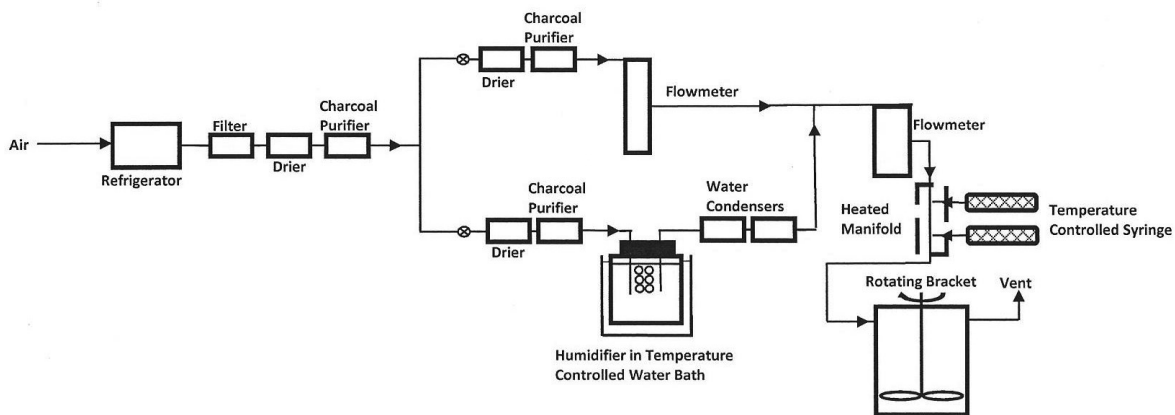 Charcoal
Purifier
Drier
Flowmeter
Air
Refrigerator
Filter
Drier
Charcoal
Purifier
Flowmeter
Charcoal
Purifier
Drier
Water
Condensers
Heated
Manifold
Temperature
Controlled Syringe
Humidifier in Temperature
Controlled Water Bath
Rotating Bracket
Vent